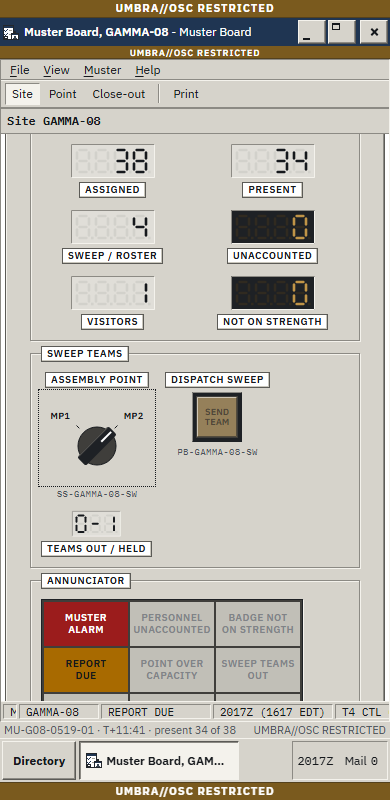 UMBRA//OSC RESTRICTED
Muster Board, GAMMA-08 - Muster Board
UMBRA//OSC RESTRICTED
File View Muster Help
Site Point Close-out Print
Site GAMMA-08
38 34
ASSIGNED PRESENT
4 0
SWEEP / ROSTER UNACCOUNTED
1 0
VISITORS NOT ON STRENGTH
SWEEP TEAMS
ASSEMBLY POINT DISPATCH SWEEP
MP1 MP2
SEND
TEAM
PB-GAMMA-08-SW
SS-GAMMA-08-SW
0-1
TEAMS OUT / HELD
ANNUNCIATOR
MUSTER
ALARM
PERSONNEL
UNACCOUNTED
BADGE NOT
ON STRENGTH
REPORT
DUE
POINT OVER
CAPACITY
SWEEP TEAMS
OUT
GAMMA-08 REPORT DUE 2017Z (1617 EDT) T4 CTL
MU-G08-0519-01 · T+11:41 · present 34 of 38 UMBRA//OSC RESTRICTED
Directory Muster Board, GAM... 2017Z Mail 0
UMBRA//OSC RESTRICTED